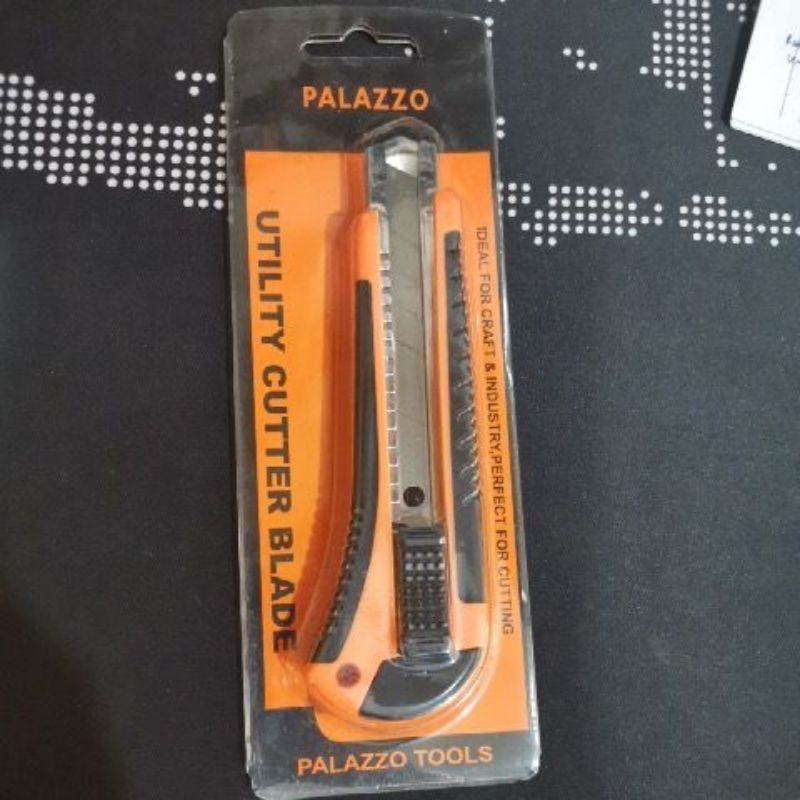 PALAZZO
UTILITY CUTTER BLADE
IDEAL FOR CRAFT & INDUSTRY,PERFECT FOR CUTTING
PALAZZO TOOLS